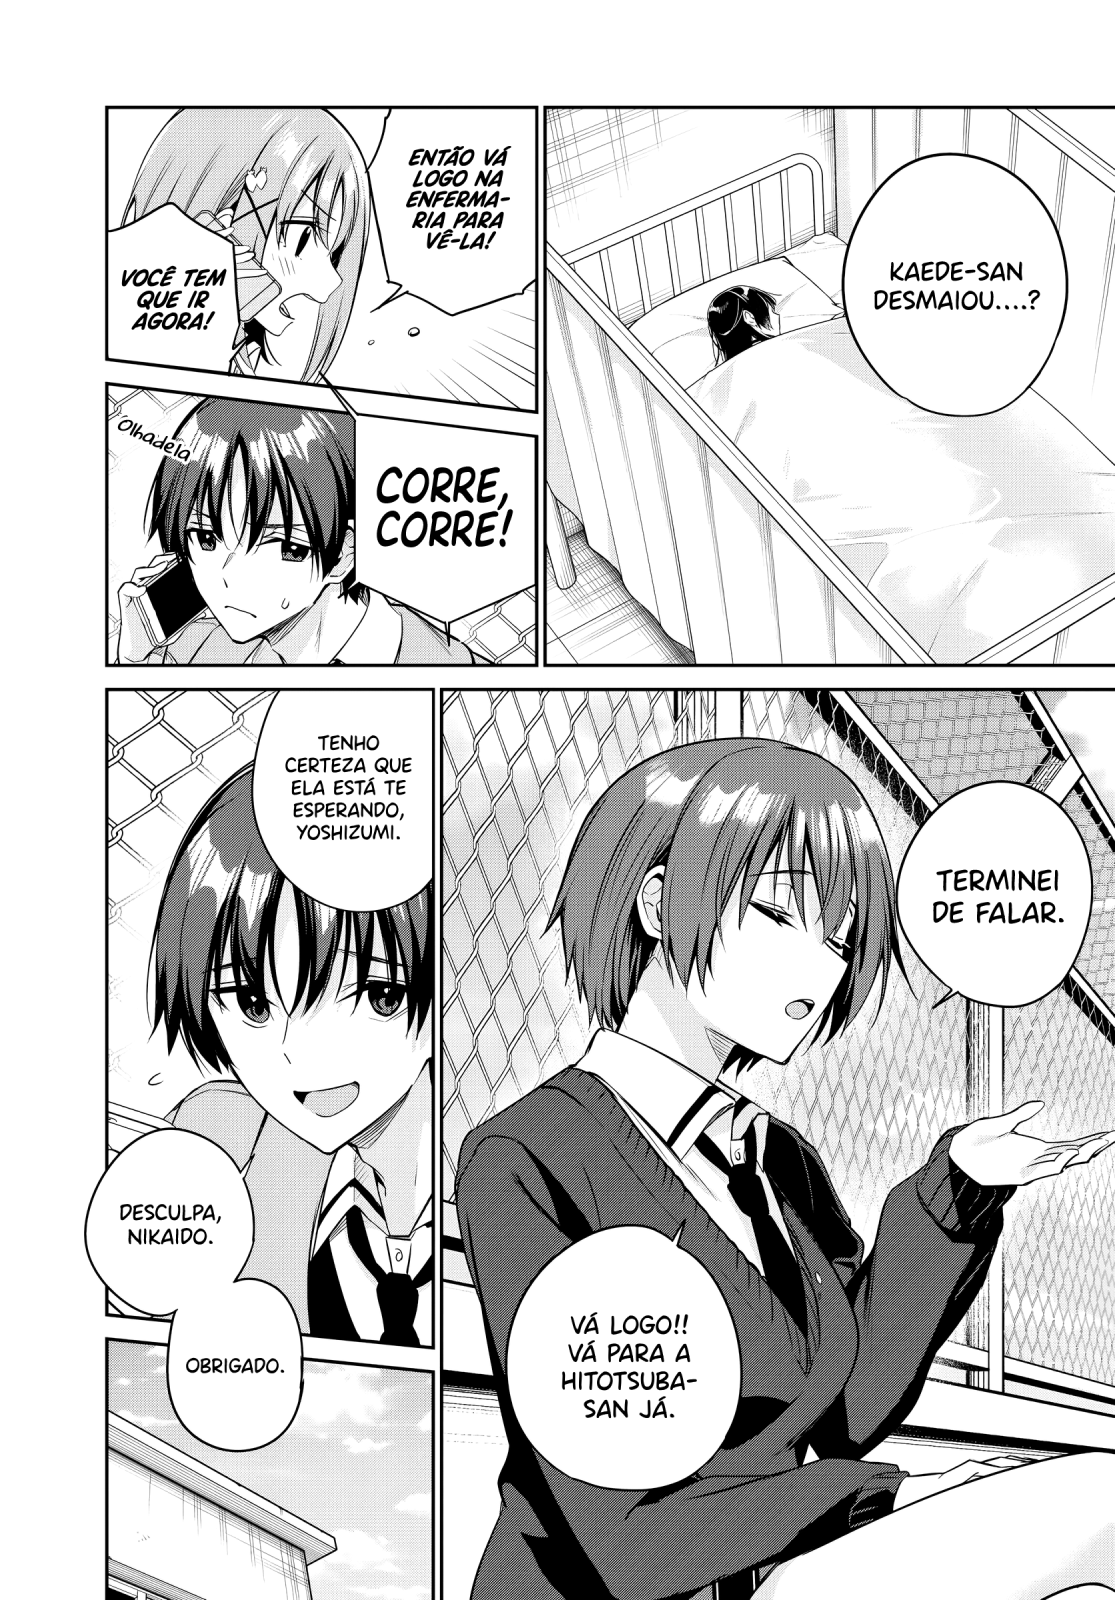 KAEDE-SAN
DESMAIOU....?
ENTÃO VÁ
LOGO NA
ENFERMA-
RIA PARA
VÊ-LA!
VOCÊ TEM
QUE IR
AGORA!
CORRE,
CORRE!
Olhadela
TERMINEI
DE FALAR.
VÁ LOGO!!
VÁ PARA A
HITOTSUBA-
SAN JÁ.
TENHO
CERTEZA QUE
ELA ESTÁ TE
ESPERANDO,
YOSHIZUMI.
DESCULPA,
NIKAIDO.
OBRIGADO.